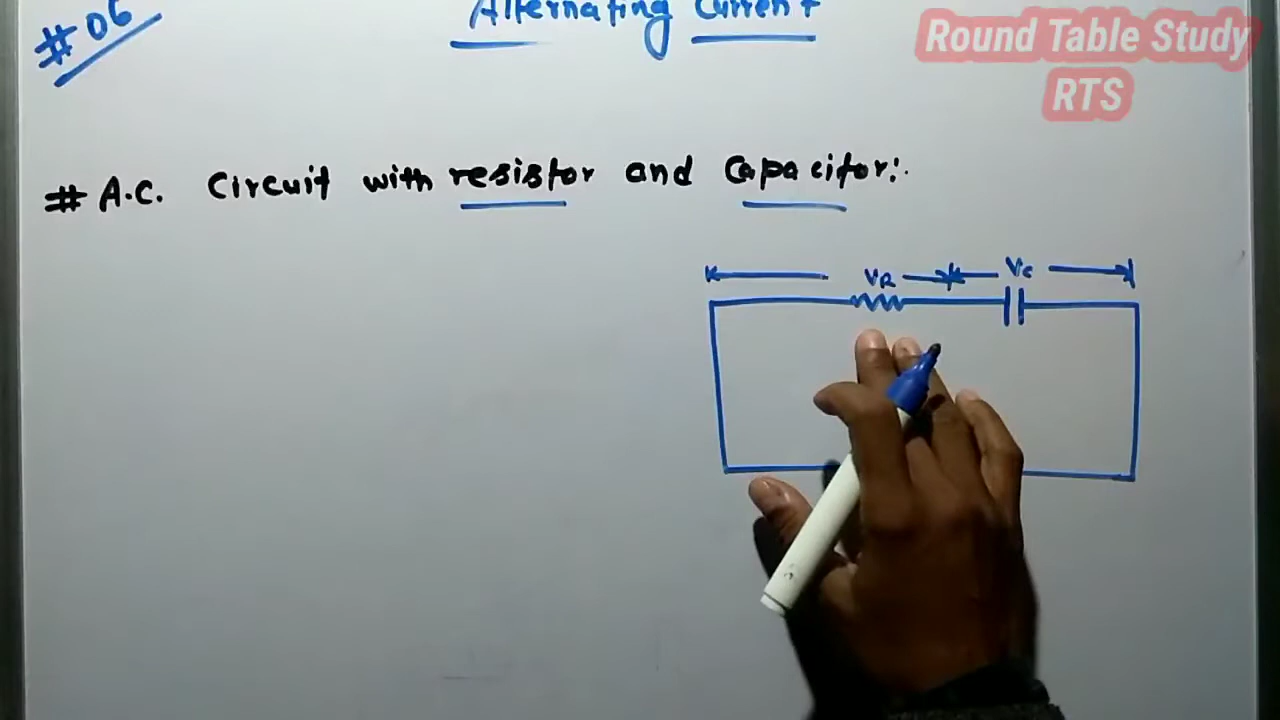 # 06
Alternating Current
Round Table Study
RTS
# A.C. Circuit with resistor and Capacitor:
VR
VC